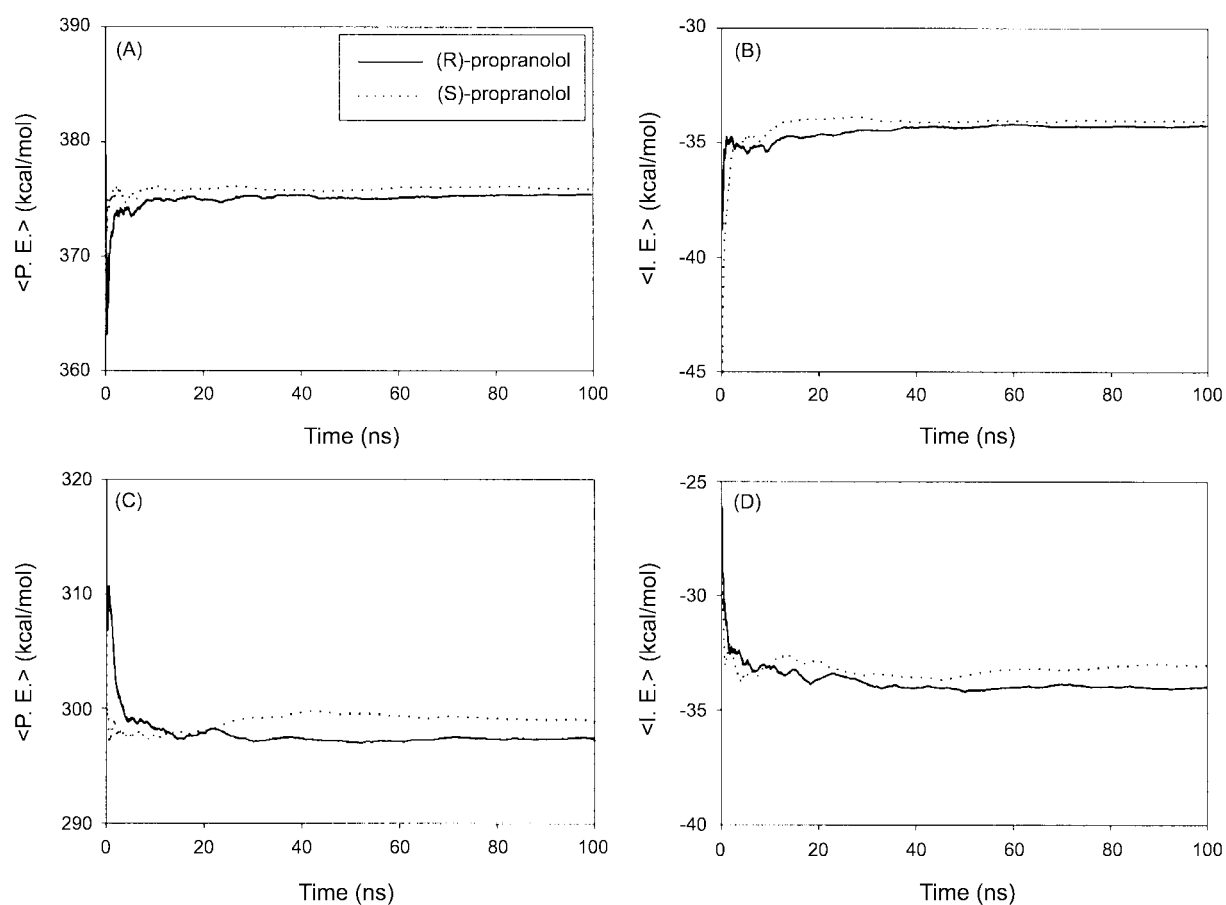 (A)
(R)-propranolol
(S)-propranolol
390
380
370
360
<P. E.> (kcal/mol)
0 20 40 60 80 100
Time (ns)
(B)
-30
-35
-40
-45
<I. E.> (kcal/mol)
0 20 40 60 80 100
Time (ns)
(C)
320
310
300
290
<P. E.> (kcal/mol)
0 20 40 60 80 100
Time (ns)
(D)
-25
-30
-35
-40
<I. E.> (kcal/mol)
0 20 40 60 80 100
Time (ns)